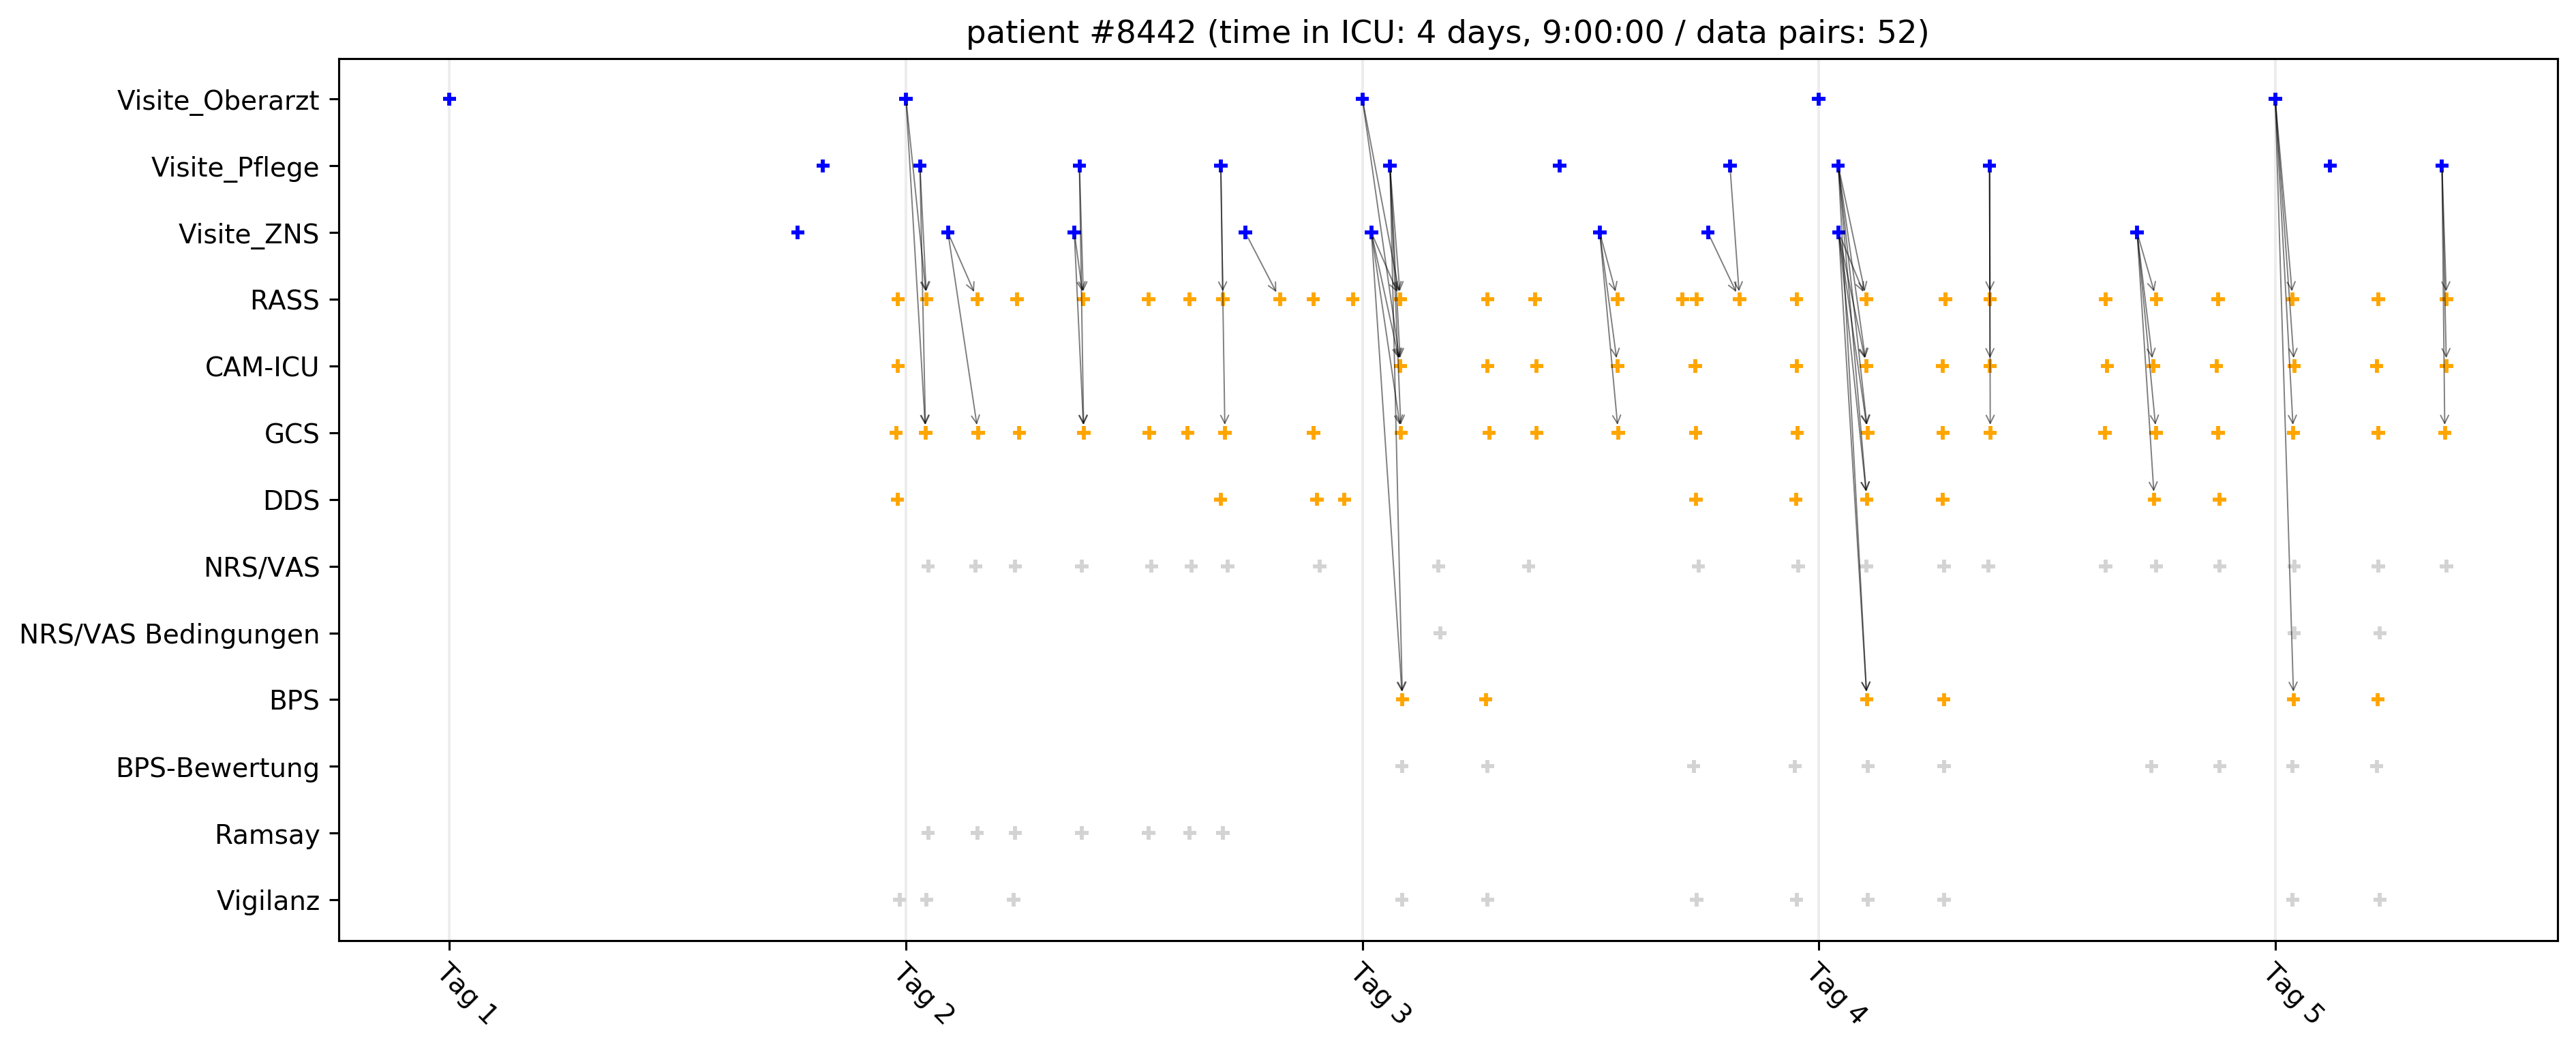 patient #8442 (time in ICU: 4 days, 9:00:00 / data pairs: 52)
Visite_Oberarzt
Visite_Pflege
Visite_ZNS
RASS
CAM-ICU
GCS
DDS
NRS/VAS
NRS/VAS Bedingungen
BPS
BPS-Bewertung
Ramsay
Vigilanz
Tag 1
Tag 2
Tag 3
Tag 4
Tag 5